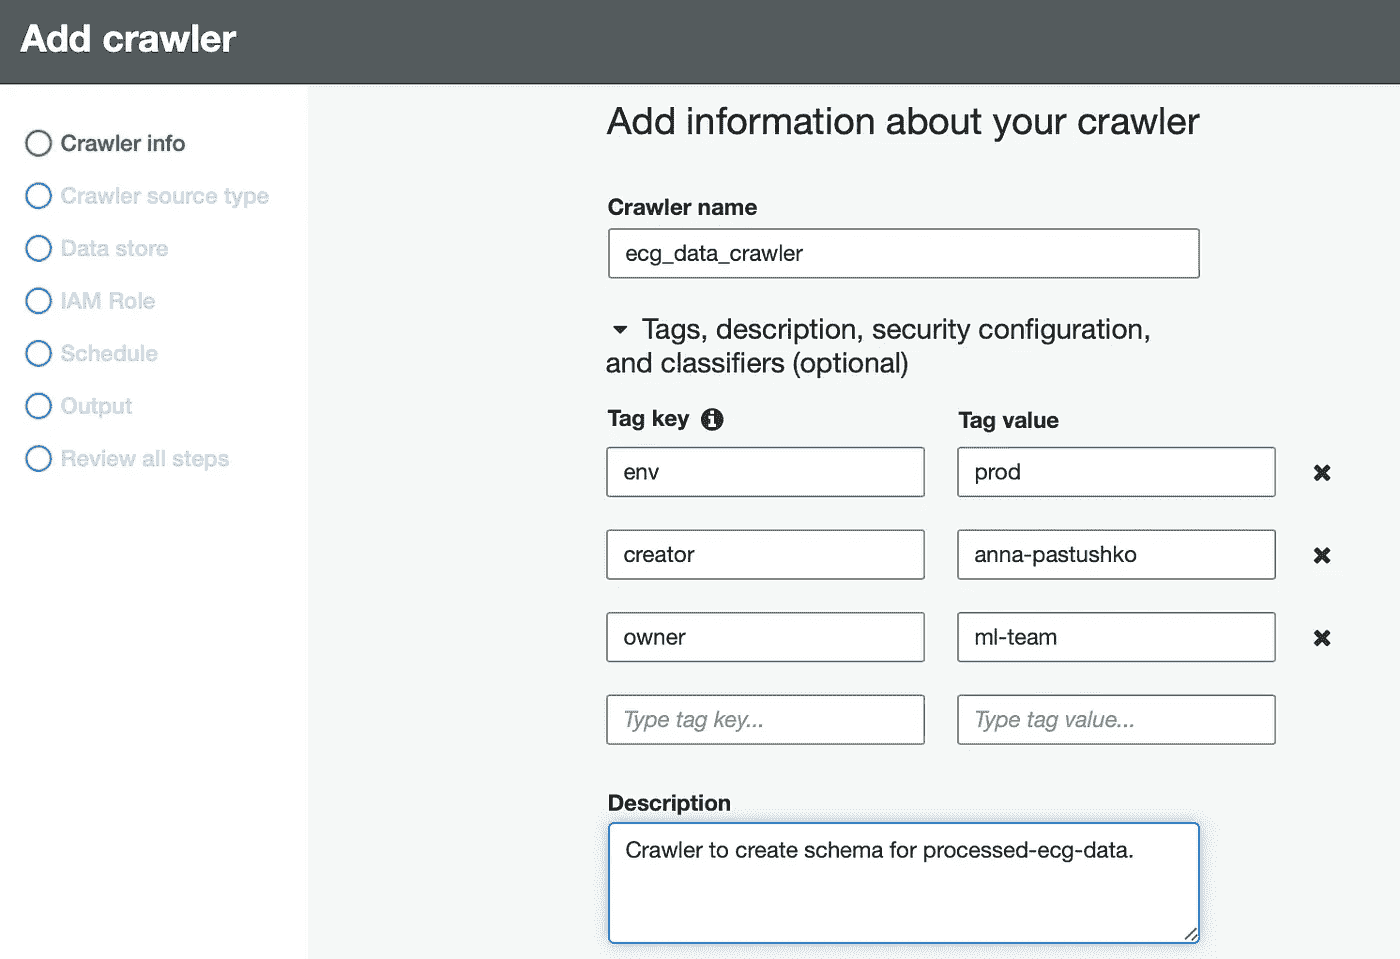 Add crawler
Crawler info
Crawler source type
Data store
IAM Role
Schedule
Output
Review all steps
Add information about your crawler
Crawler name
ecg_data_crawler
Tags, description, security configuration,
and classifiers (optional)
Tag key
Tag value
env
prod
creator
anna-pastushko
owner
ml-team
Type tag key...
Type tag value...
Description
Crawler to create schema for processed-ecg-data.